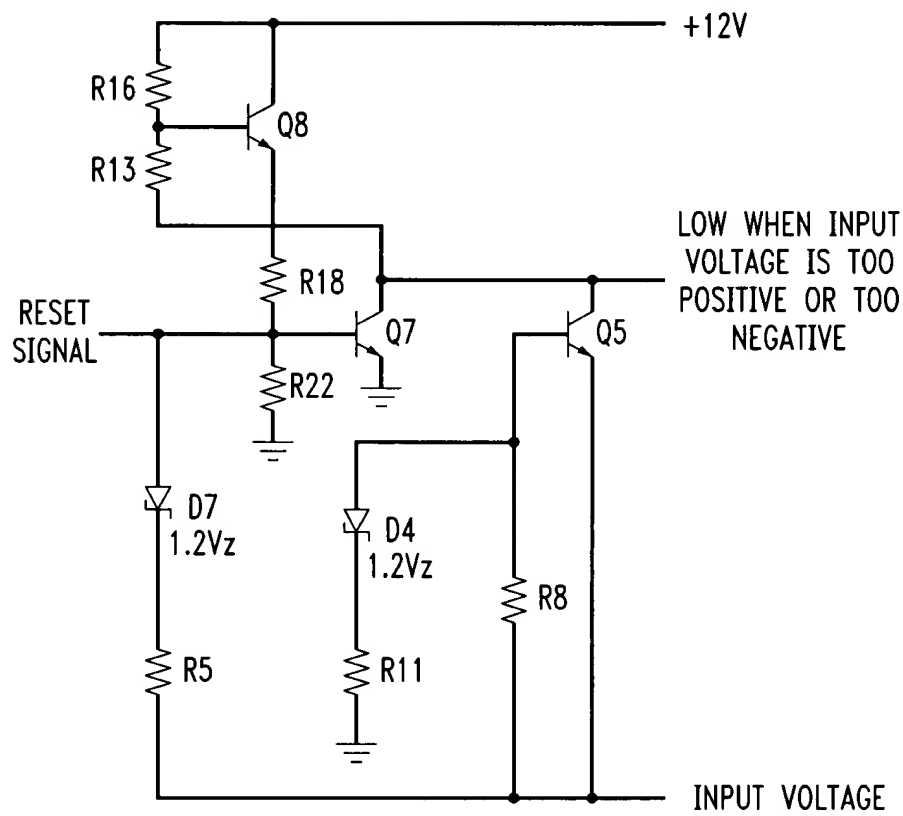 +12V
R16
Q8
R13
LOW WHEN INPUT
VOLTAGE IS TOO
POSITIVE OR TOO
NEGATIVE
R18
RESET
SIGNAL
Q7
Q5
R22
D7
1.2Vz
D4
1.2Vz
R8
R5
R11
INPUT VOLTAGE